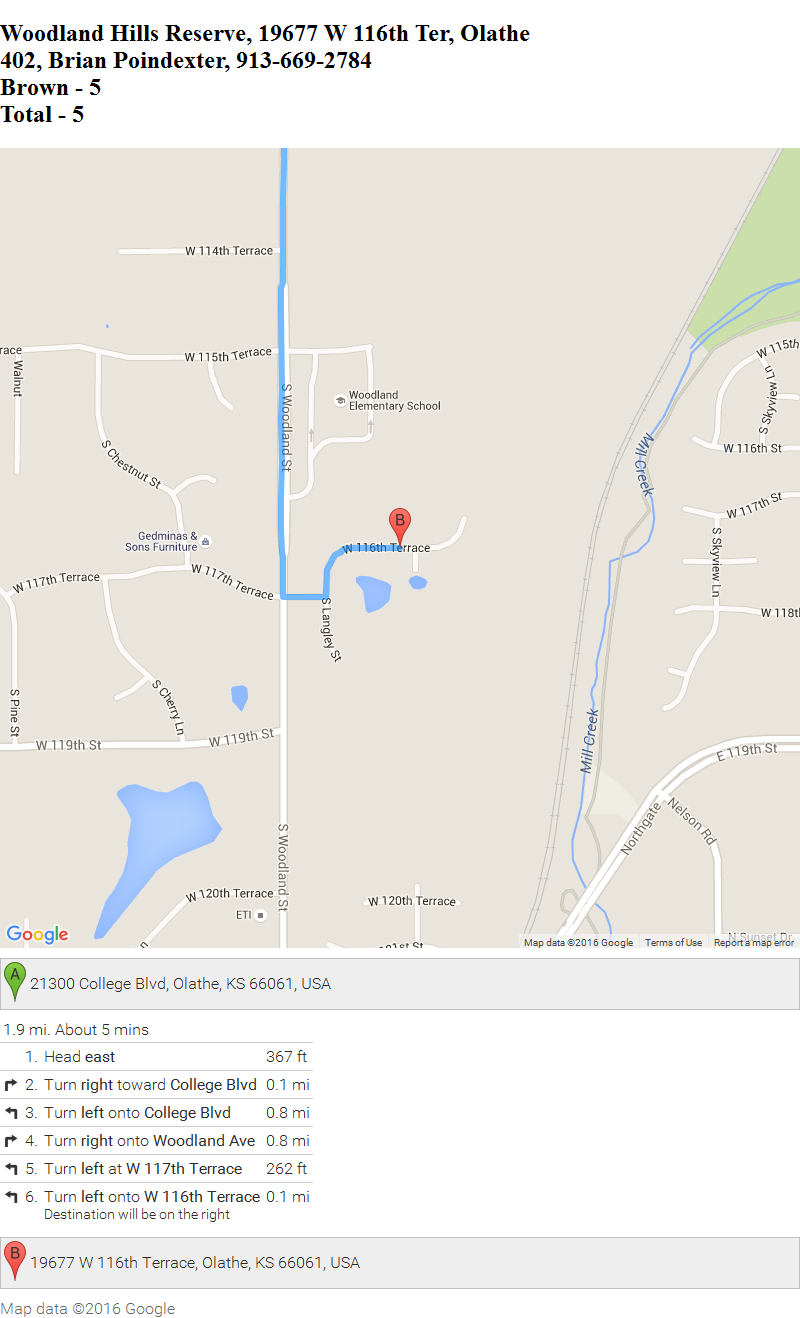 Woodland Hills Reserve, 19677 W 116th Ter, Olathe
402, Brian Poindexter, 913-669-2784
Brown - 5
Total - 5
W 114th Terrace
race
W 115th Terrace
Walnut
S Woodland St
Woodland
Elementary School
W 115th
S Skyview Ln
W 116th St
S Chestnut St
Mill Creek
W 117th St
Gedminas &
Sons Furniture
B
W 116th Terrace
S Skyview Ln
W 117th Terrace
W 117th Terrace
S Langley St
W 118t
S Pine St
S Cherry Ln
W 119th St
W 119th St
Mill Creek
E 119th St
Northgate
Nelson Rd
S Woodland St
W 120th Terrace
ETI
W 120th Terrace
Google
n
101st St
N Sunset Dr
Map data ©2016 Google
Terms of Use
Report a map error
A
21300 College Blvd, Olathe, KS 66061, USA
1.9 mi. About 5 mins
1. Head east 367 ft
2. Turn right toward College Blvd 0.1 mi
3. Turn left onto College Blvd 0.8 mi
4. Turn right onto Woodland Ave 0.8 mi
5. Turn left at W 117th Terrace 262 ft
6. Turn left onto W 116th Terrace 0.1 mi
Destination will be on the right
B
19677 W 116th Terrace, Olathe, KS 66061, USA
Map data ©2016 Google